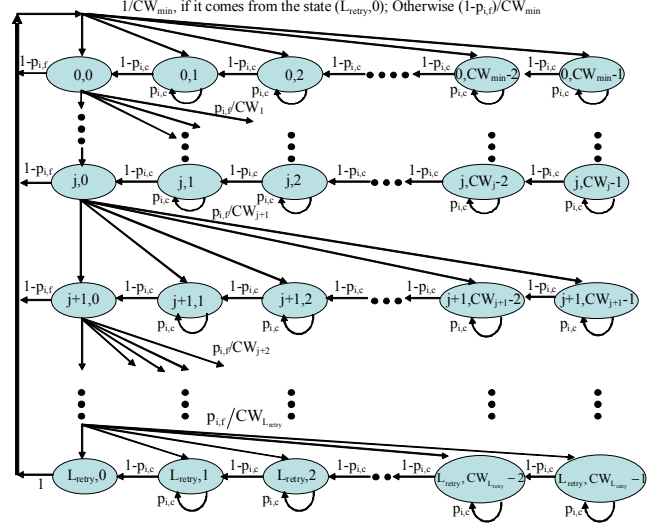 1/CW_min, if it comes from the state (L_retry,0); Otherwise (1-p_i,f)/CW_min
1-p_i,f 0,0 1-p_i,c 0,1 1-p_i,c 0,2 1-p_i,c 1-p_i,c 0,CW_min-2 1-p_i,c 0,CW_min-1
p_i,c p_i,c p_i,c p_i,c
p_i,f/CW_1
1-p_i,f j,0 1-p_i,c j,1 1-p_i,c j,2 1-p_i,c 1-p_i,c j,CW_j-2 1-p_i,c j,CW_j-1
p_i,c p_i,c p_i,c p_i,c
p_i,f/CW_j+1
1-p_i,f j+1,0 1-p_i,c j+1,1 1-p_i,c j+1,2 1-p_i,c 1-p_i,c j+1,CW_j+1-2 1-p_i,c j+1,CW_j+1-1
p_i,c p_i,c p_i,c p_i,c
p_i,f/CW_j+2
p_i,f/CW_L_retry
1 L_retry,0 1-p_i,c L_retry,1 1-p_i,c L_retry,2 1-p_i,c 1-p_i,c L_retry,CW_L_retry-2 1-p_i,c L_retry,CW_L_retry-1
p_i,c p_i,c p_i,c p_i,c